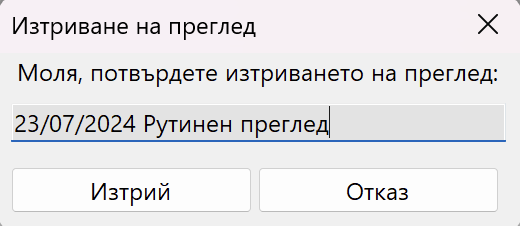 Изтриване на преглед
Моля, потвърдете изтриването на преглед:
23/07/2024 Рутинен преглед
Изтрий
Отказ